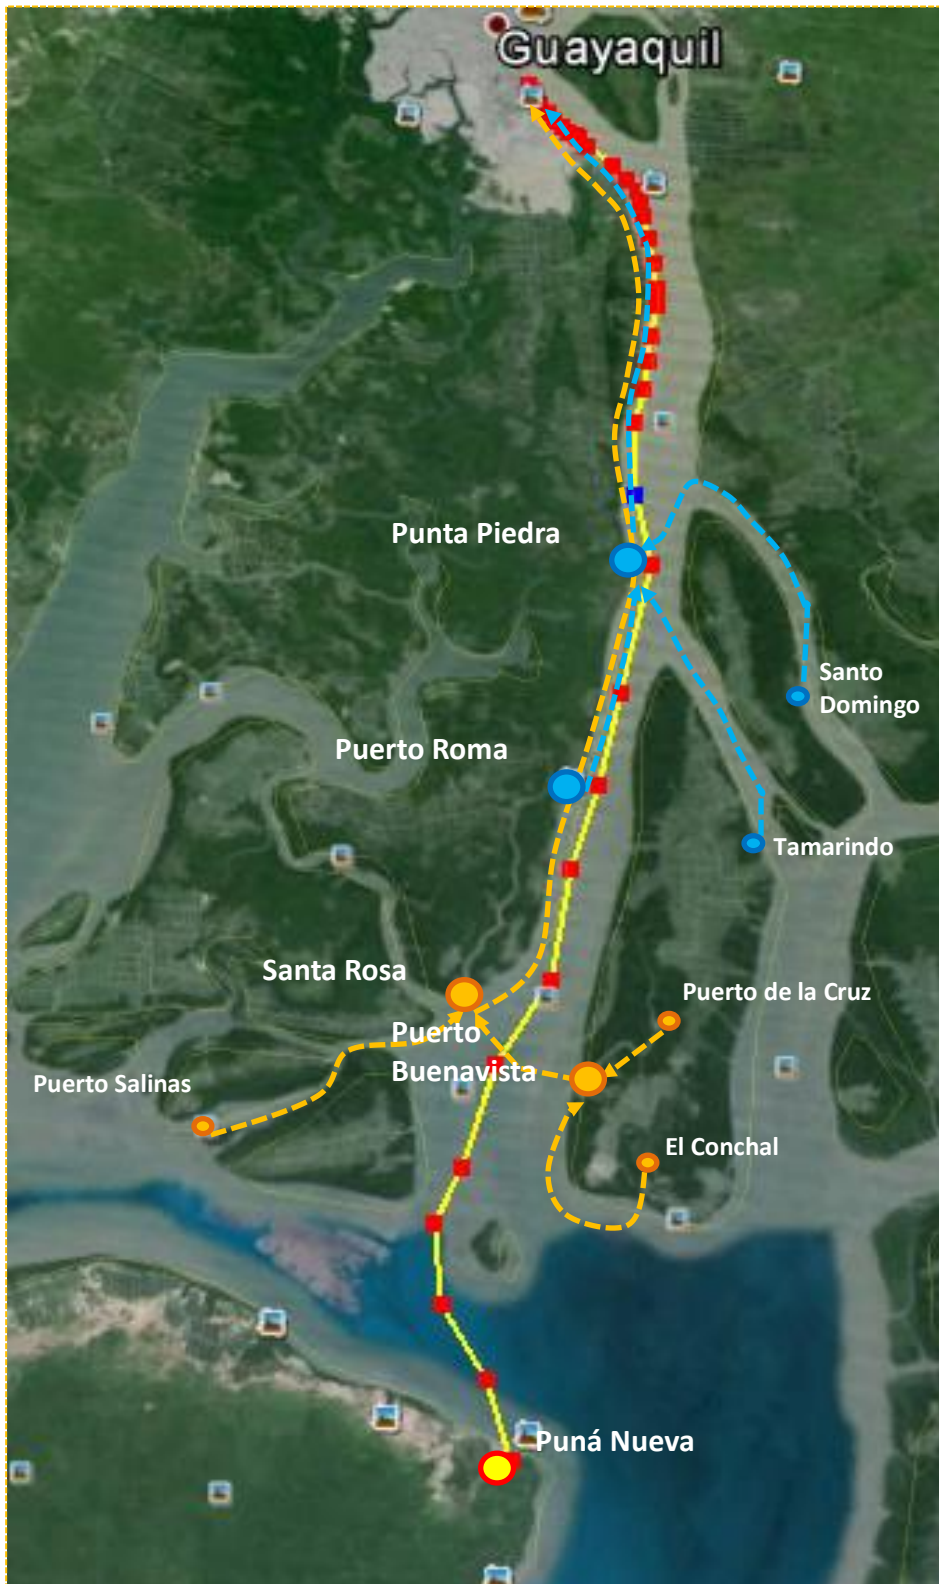 Guayaquil
Punta Piedra
Santo
Domingo
Puerto Roma
Tamarindo
Santa Rosa
Puerto de la Cruz
Puerto
Buenavista
Puerto Salinas
El Conchal
Puná Nueva